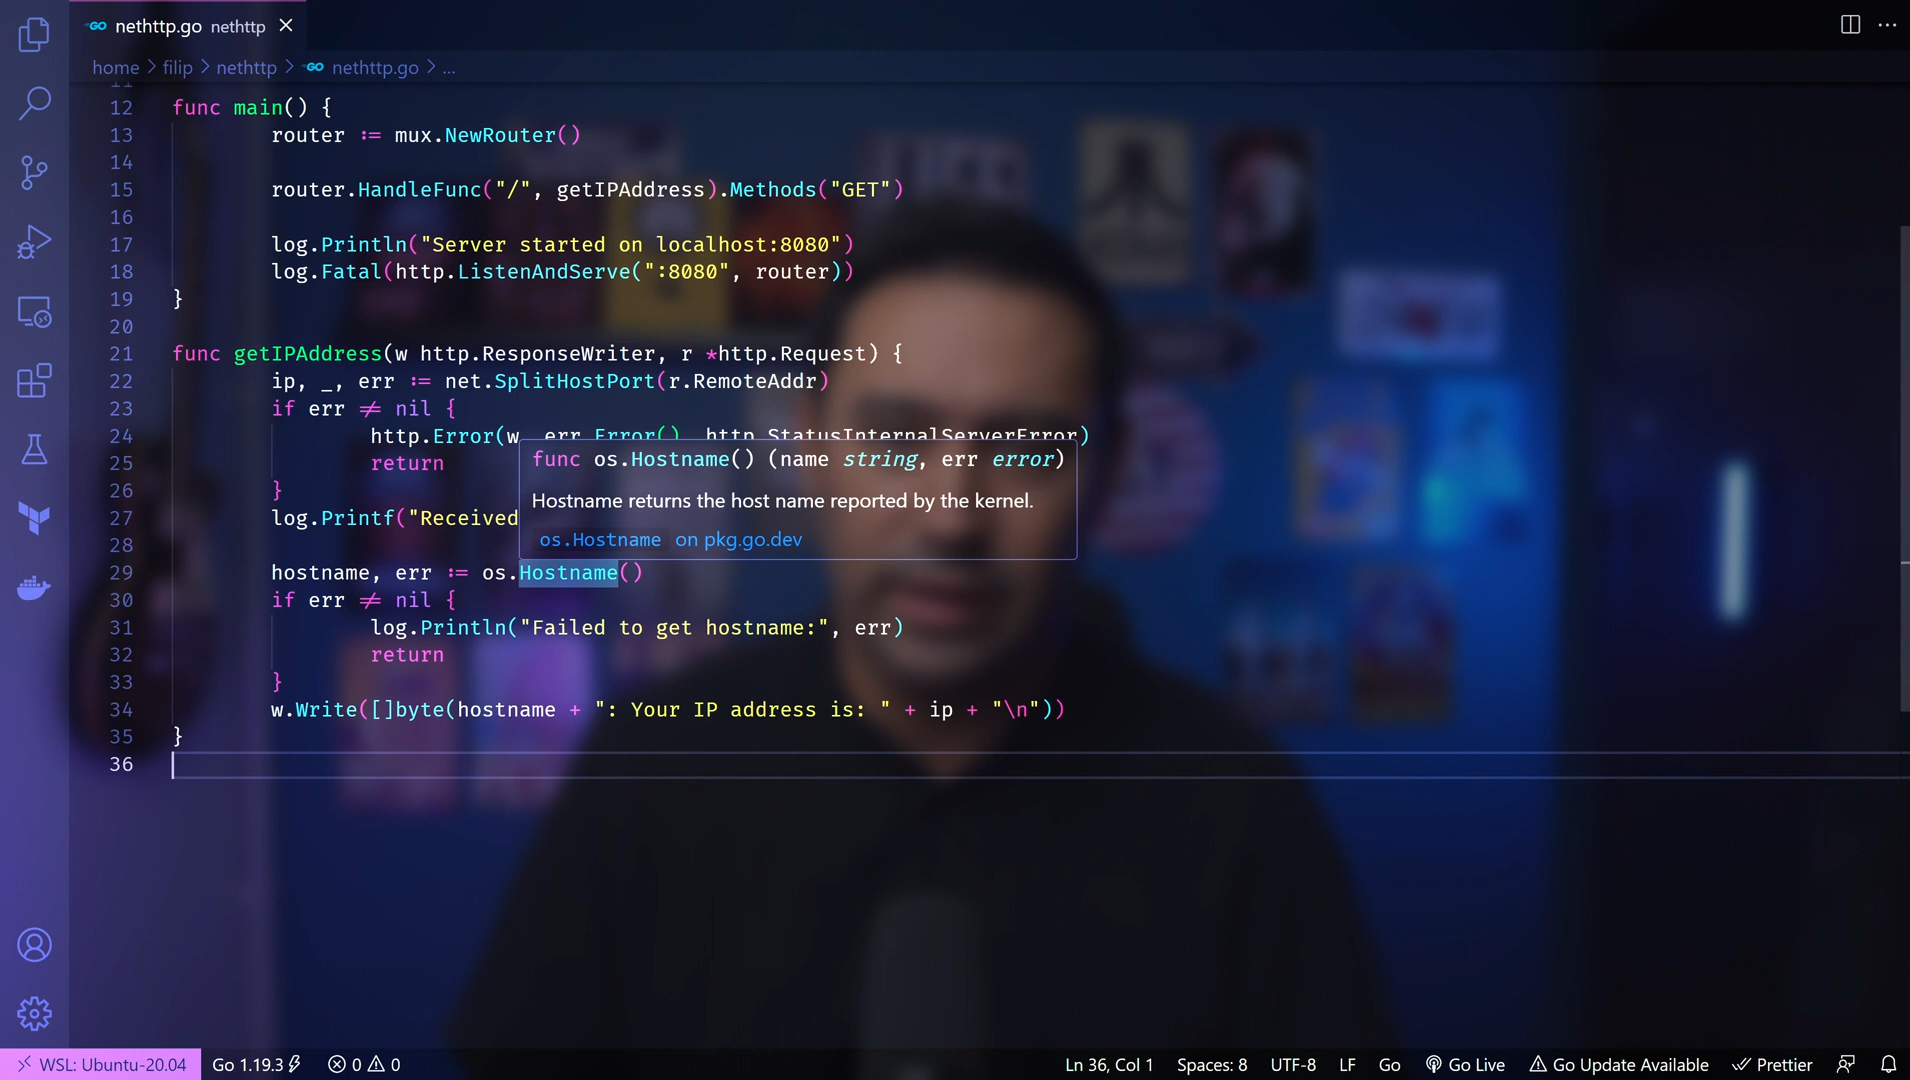 GO nethttp.go nethttp
home > filip > nethttp > GO nethttp.go > ...
11
12 func main() {
13 router := mux.NewRouter()
14
15 router.HandleFunc("/", getIPAddress).Methods("GET")
16
17 log.Println("Server started on localhost:8080")
18 log.Fatal(http.ListenAndServe(":8080", router))
19 }
20
21 func getIPAddress(w http.ResponseWriter, r *http.Request) {
22 ip, _, err := net.SplitHostPort(r.RemoteAddr)
23 if err != nil {
24 http.Error(w, err.Error(), http.StatusInternalServerError)
25 return
func os.Hostname() (name string, err error)
Hostname returns the host name reported by the kernel.
os.Hostname on pkg.go.dev
26 }
27 log.Printf("Received
28
29 hostname, err := os.Hostname()
30 if err != nil {
31 log.Println("Failed to get hostname:", err)
32 return
33 }
34 w.Write([]byte(hostname + ": Your IP address is: " + ip + "\n"))
35 }
36
WSL: Ubuntu-20.04 Go 1.19.3 0 0 Ln 36, Col 1 Spaces: 8 UTF-8 LF Go Go Live Go Update Available Prettier